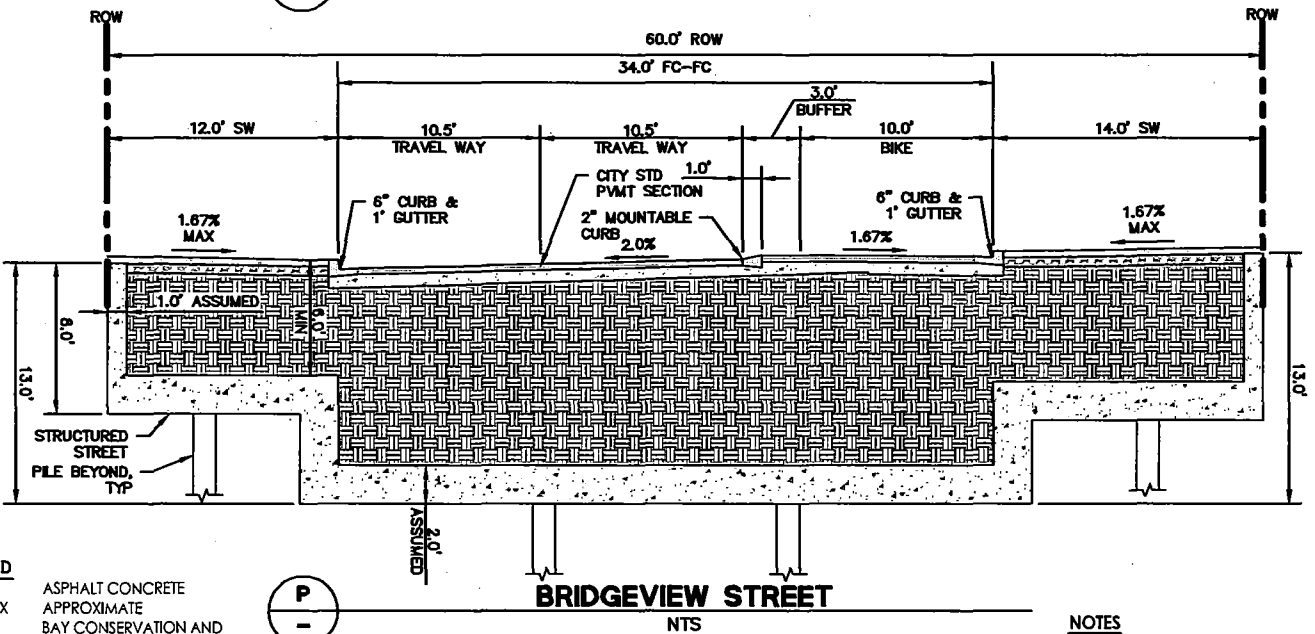 ROW
ROW
60.0' ROW
34.0' FC-FC
3.0'
BUFFER
12.0' SW
10.5'
TRAVEL WAY
10.5'
TRAVEL WAY
10.0'
BIKE
14.0' SW
CITY STD
PVMT SECTION
1.0'
6" CURB &
1' GUTTER
2" MOUNTABLE
CURB
6" CURB &
1' GUTTER
1.67%
MAX
2.0%
1.67%
1.67%
MAX
1.0' ASSUMED
6.0'
MIN
8.0'
13.0'
13.0'
STRUCTURED
STREET
PILE BEYOND,
TYP
2.0'
ASSUMED
D
ASPHALT CONCRETE
X APPROXIMATE
BAY CONSERVATION AND
P
-
BRIDGEVIEW STREET
NTS
NOTES